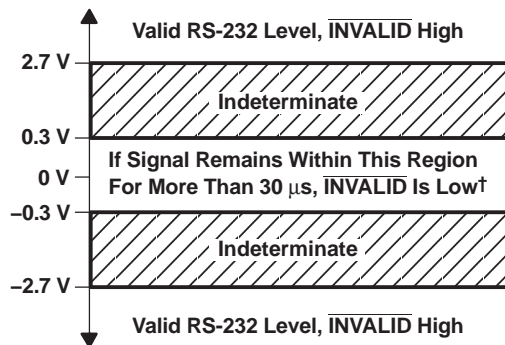 Valid RS-232 Level, INVALID High
2.7 V
Indeterminate
0.3 V
If Signal Remains Within This Region
0 V
For More Than 30 μs, INVALID Is Low†
−0.3 V
Indeterminate
−2.7 V
Valid RS-232 Level, INVALID High